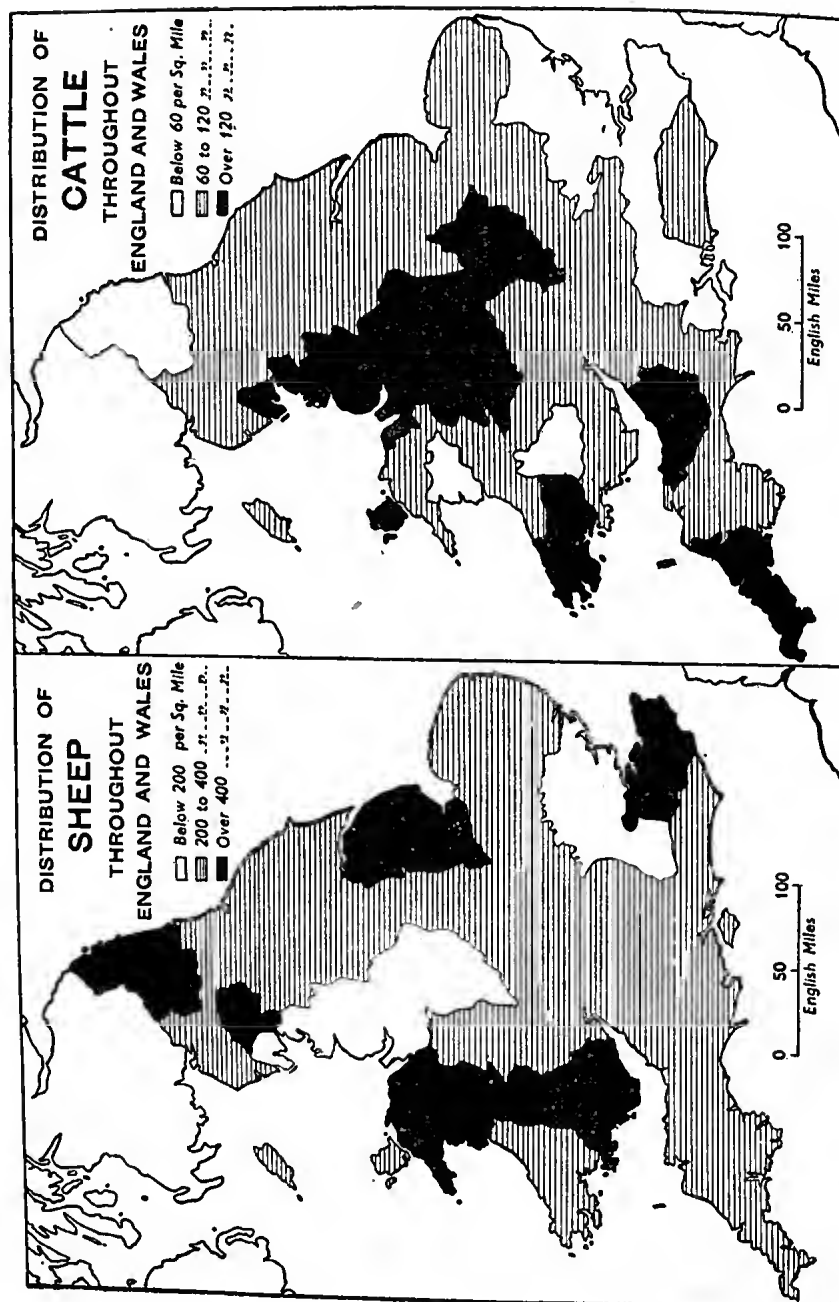 DISTRIBUTION OF
SHEEP
THROUGHOUT
ENGLAND AND WALES
Below 200 per Sq. Mile
200 to 400 „ „ „
Over 400 „ „ „
0 50 100
English Miles
DISTRIBUTION OF
CATTLE
THROUGHOUT
ENGLAND AND WALES
Below 60 per Sq. Mile
60 to 120 „ „ „
Over 120 „ „ „
0 50 100
English Miles